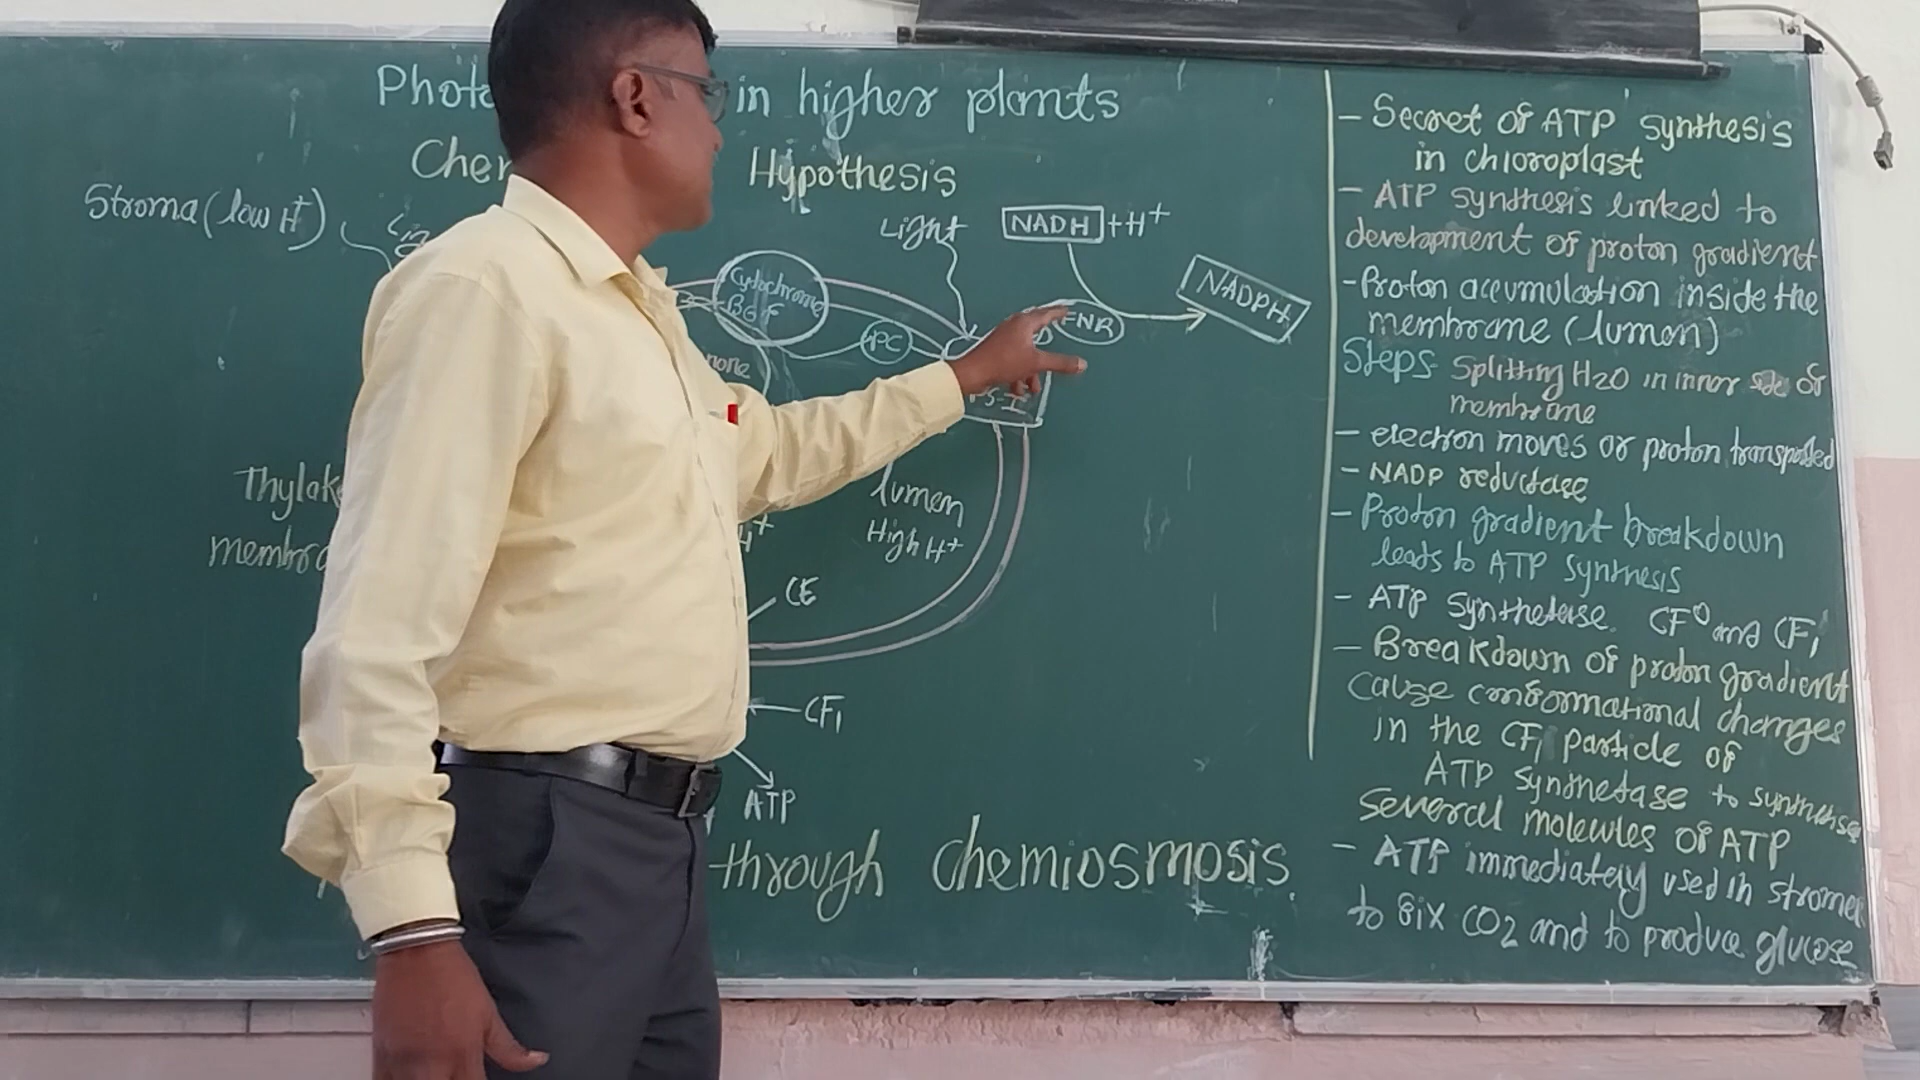 Photo in higher plants
Chem Hypothesis
Stroma (low H+)
Light
NADH + H+
NADPH
Cytochrome
B6F
PC
FNR
none
PS-I
Thylak
membra
lumen
High H+
H+
CE
CF1
ATP
through chemiosmosis
- Secret of ATP synthesis
in chloroplast
- ATP synthesis linked to
development of proton gradient
- Proton accumulation inside the
membrane (lumen)
Steps - Splitting H2O in inner side of
membrane
- electron moves or proton transported
- NADP reductase
- Proton gradient breakdown
leads to ATP synthesis
- ATP synthetase. CF0 and CF1
- Breakdown of proton gradient
cause conformational changes
in the CF1 particle of
ATP synthetase to synthesise
several molecules of ATP
- ATP immediately used in stroma
to six CO2 and to produce glucose